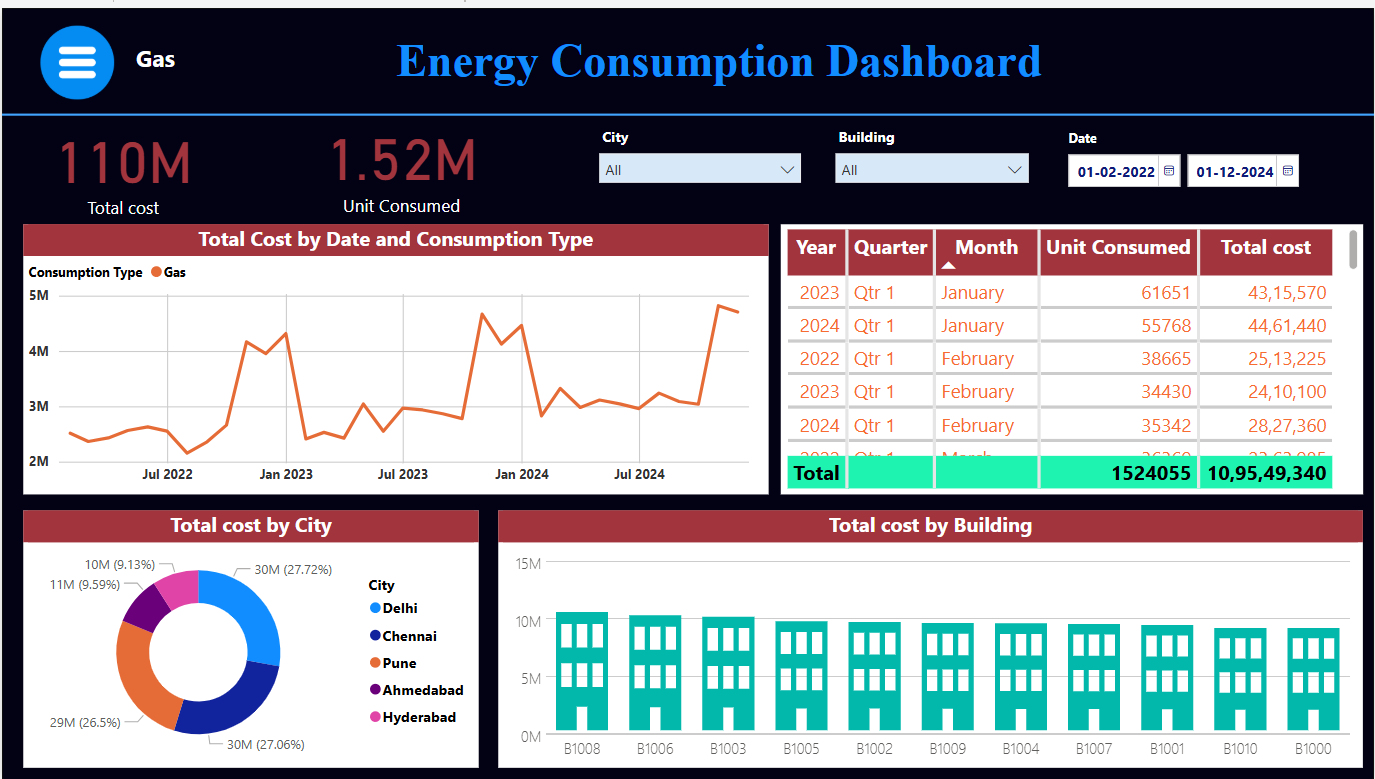 Gas
Energy Consumption Dashboard
110M
Total cost
1.52M
Unit Consumed
City
All
Building
All
Date
01-02-2022
01-12-2024
Total Cost by Date and Consumption Type
Consumption Type Gas
5M
4M
3M
2M
Jul 2022 Jan 2023 Jul 2023 Jan 2024 Jul 2024
Year Quarter Month Unit Consumed Total cost
2023 Qtr 1 January 61651 43,15,570
2024 Qtr 1 January 55768 44,61,440
2022 Qtr 1 February 38665 25,13,225
2023 Qtr 1 February 34430 24,10,100
2024 Qtr 1 February 35342 28,27,360
Total 1524055 10,95,49,340
Total cost by City
10M (9.13%)
30M (27.72%)
11M (9.59%)
29M (26.5%)
30M (27.06%)
City
Delhi
Chennai
Pune
Ahmedabad
Hyderabad
Total cost by Building
15M
10M
5M
0M
B1008 B1006 B1003 B1005 B1002 B1009 B1004 B1007 B1001 B1010 B1000